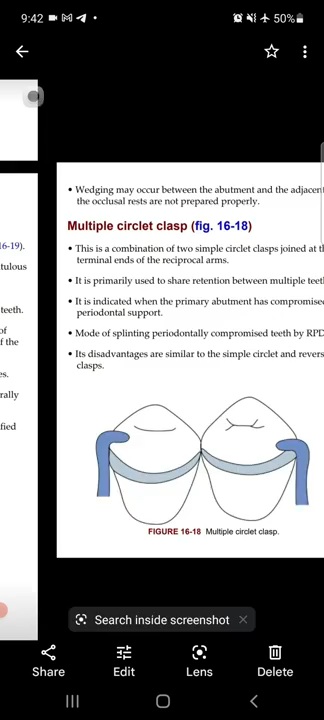 9:42
50%
• Wedging may occur between the abutment and the adjacent
the occlusal rests are not prepared properly.
Multiple circlet clasp (fig. 16-18)
16-19).
• This is a combination of two simple circlet clasps joined at th
terminal ends of the reciprocal arms.
tulous
• It is primarily used to share retention between multiple teet
• It is indicated when the primary abutment has compromised
periodontal support.
teeth.
of
• Mode of splinting periodontally compromised teeth by RPD
f the
• Its disadvantages are similar to the simple circlet and revers
clasps.
es.
rally
fied
FIGURE 16-18 Multiple circlet clasp.
Search inside screenshot
Share
Edit
Lens
Delete